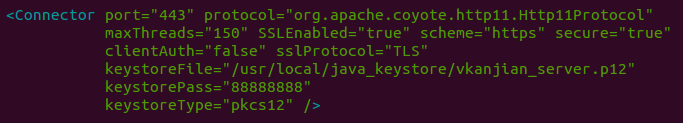 <Connector port="443" protocol="org.apache.coyote.http11.Http11Protocol"
maxThreads="150" SSLEnabled="true" scheme="https" secure="true"
clientAuth="false" sslProtocol="TLS"
keystoreFile="/usr/local/java_keystore/vkanjian_server.p12"
keystorePass="88888888"
keystoreType="pkcs12" />